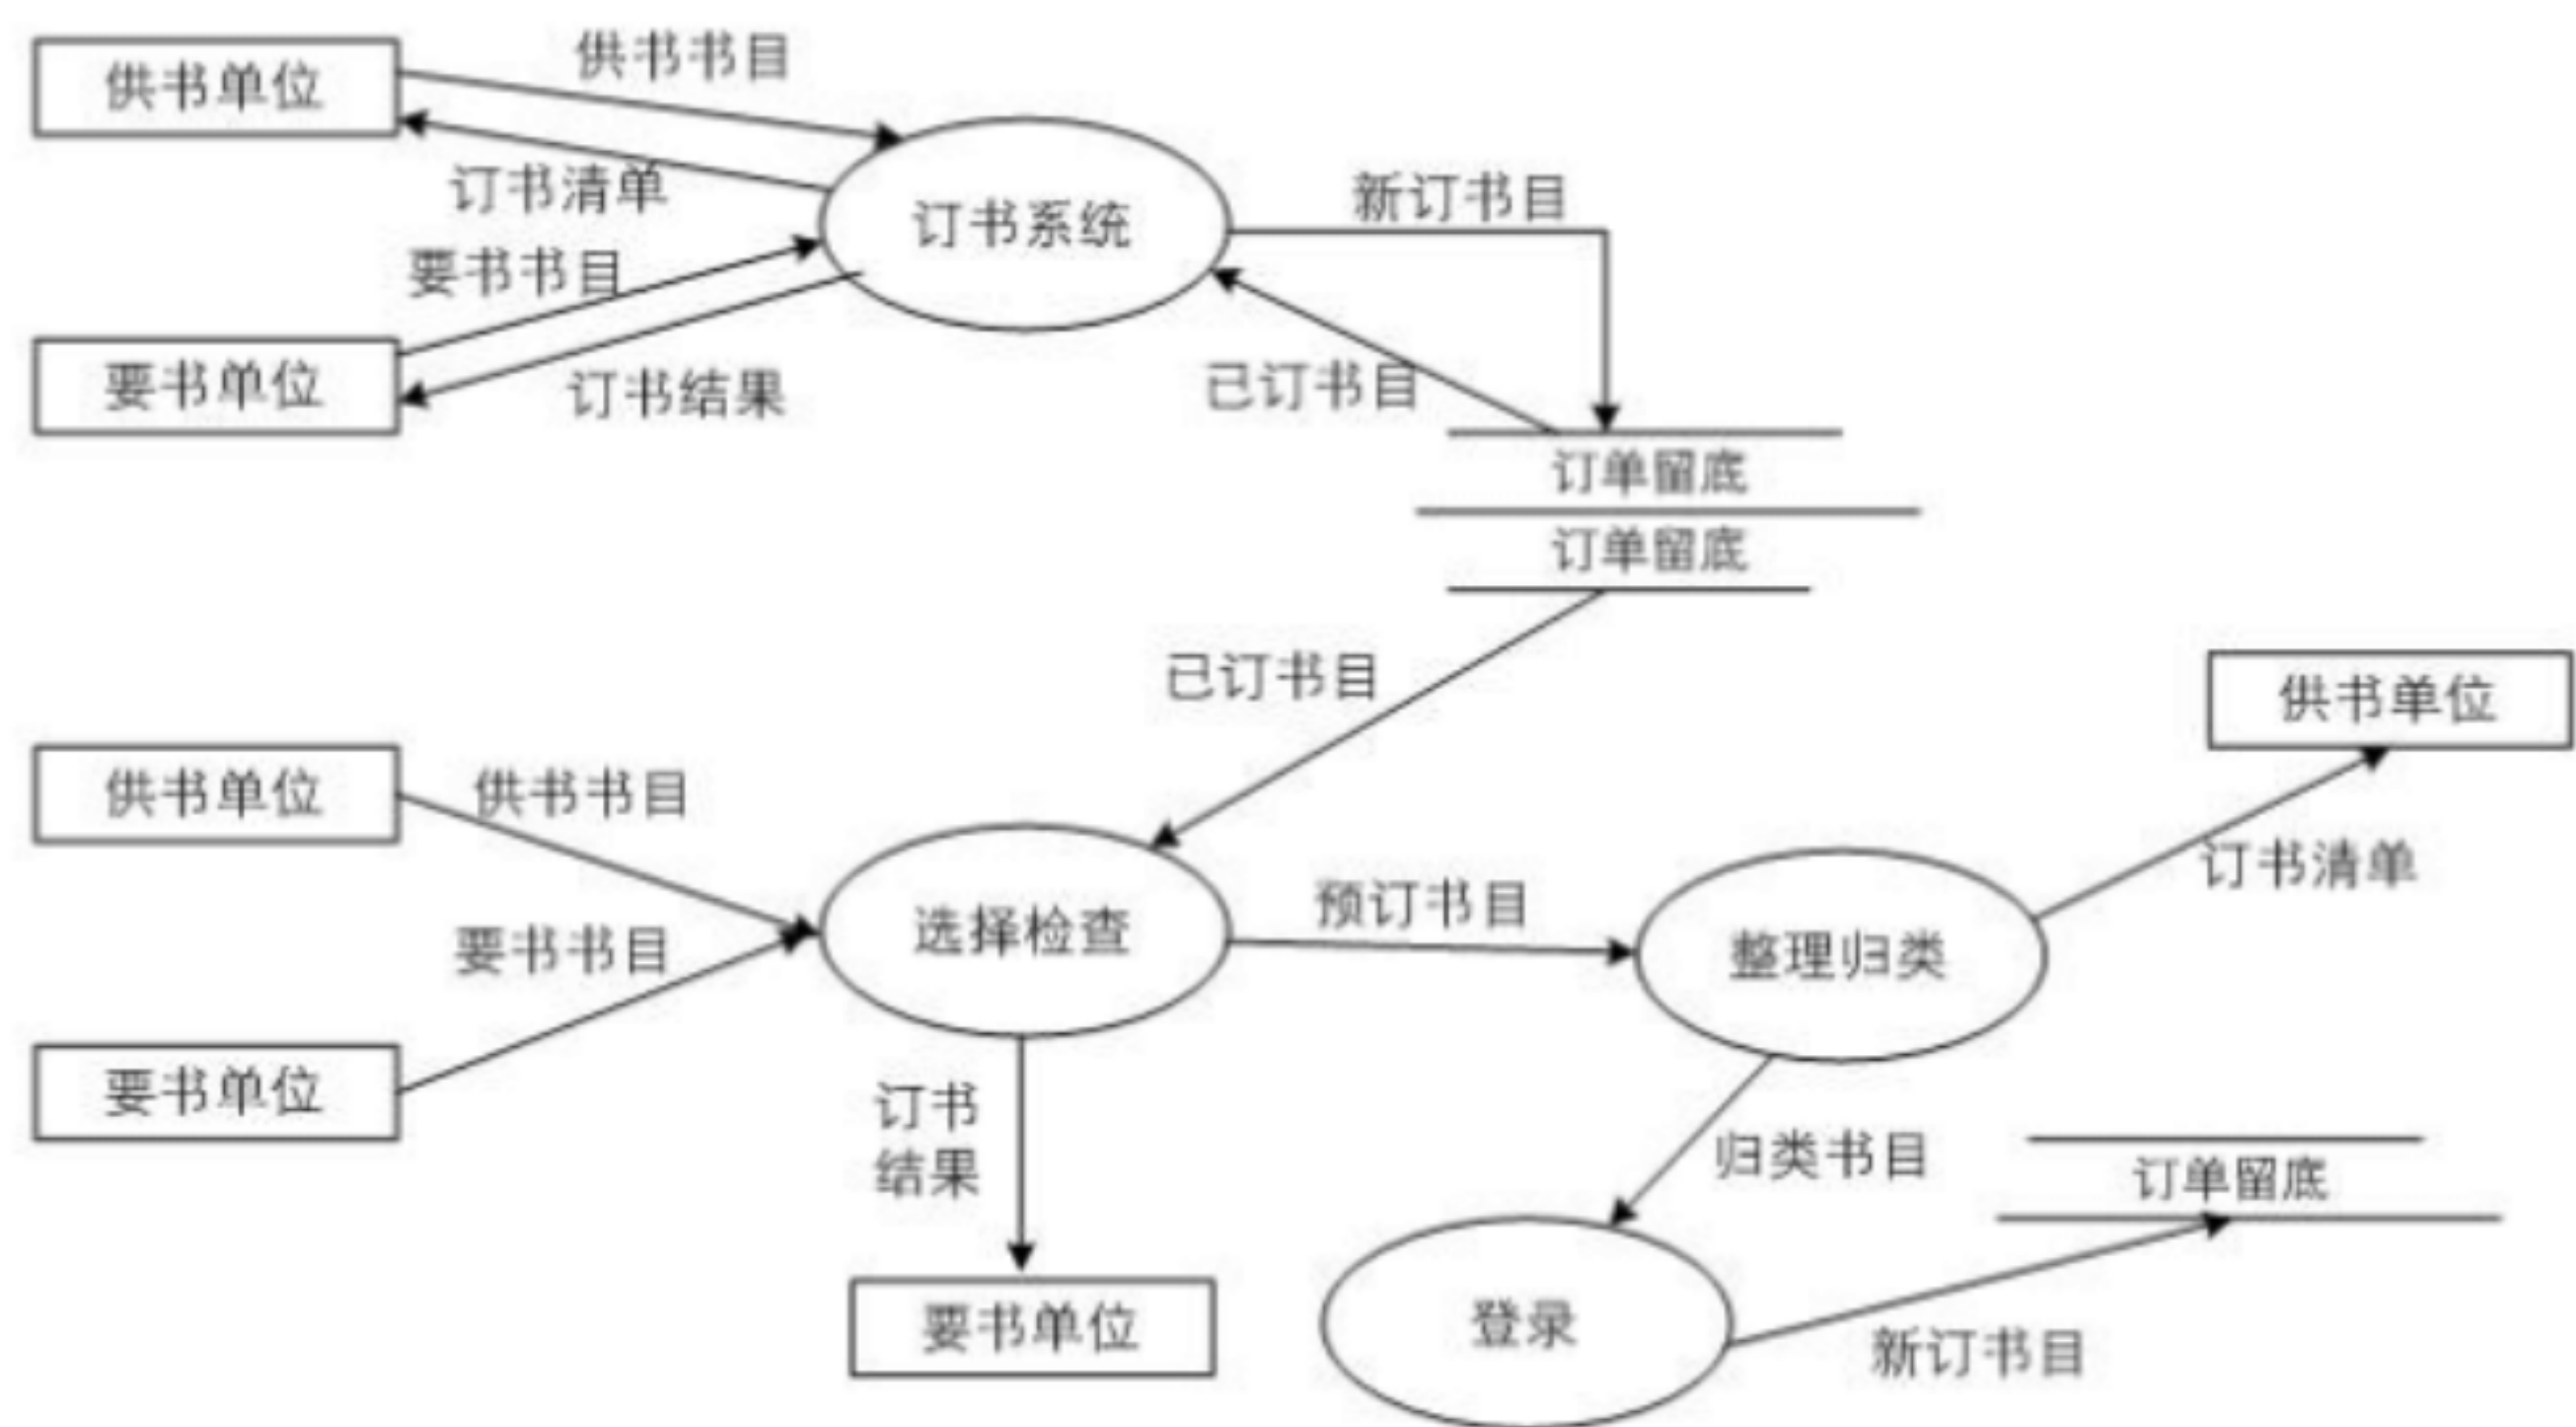 供书书目
供书单位
订书清单
新订书目
订书系统
要书书目
要书单位
订书结果
已订书目
订单留底
订单留底
已订书目
供书单位
供书单位
供书书目
订书清单
预订书目
选择检查
要书书目
整理归类
要书单位
订书
结果
归类书目
订单留底
要书单位
登录
新订书目